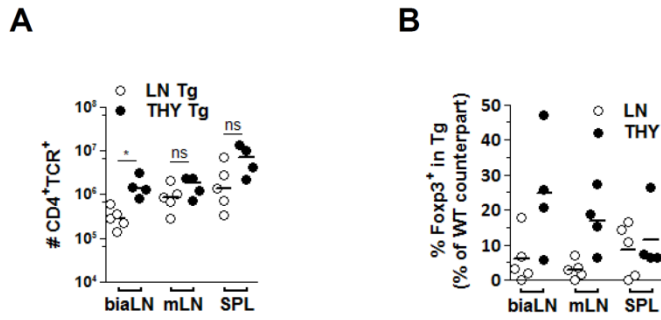 A
LN Tg
THY Tg
# CD4⁺TCR⁺
10⁸
10⁷
10⁶
10⁵
10⁴
*
ns
ns
biaLN mLN SPL
B
LN
THY
% Foxp3⁺ in Tg
(% of WT counterpart)
50
40
30
20
10
0
biaLN mLN SPL